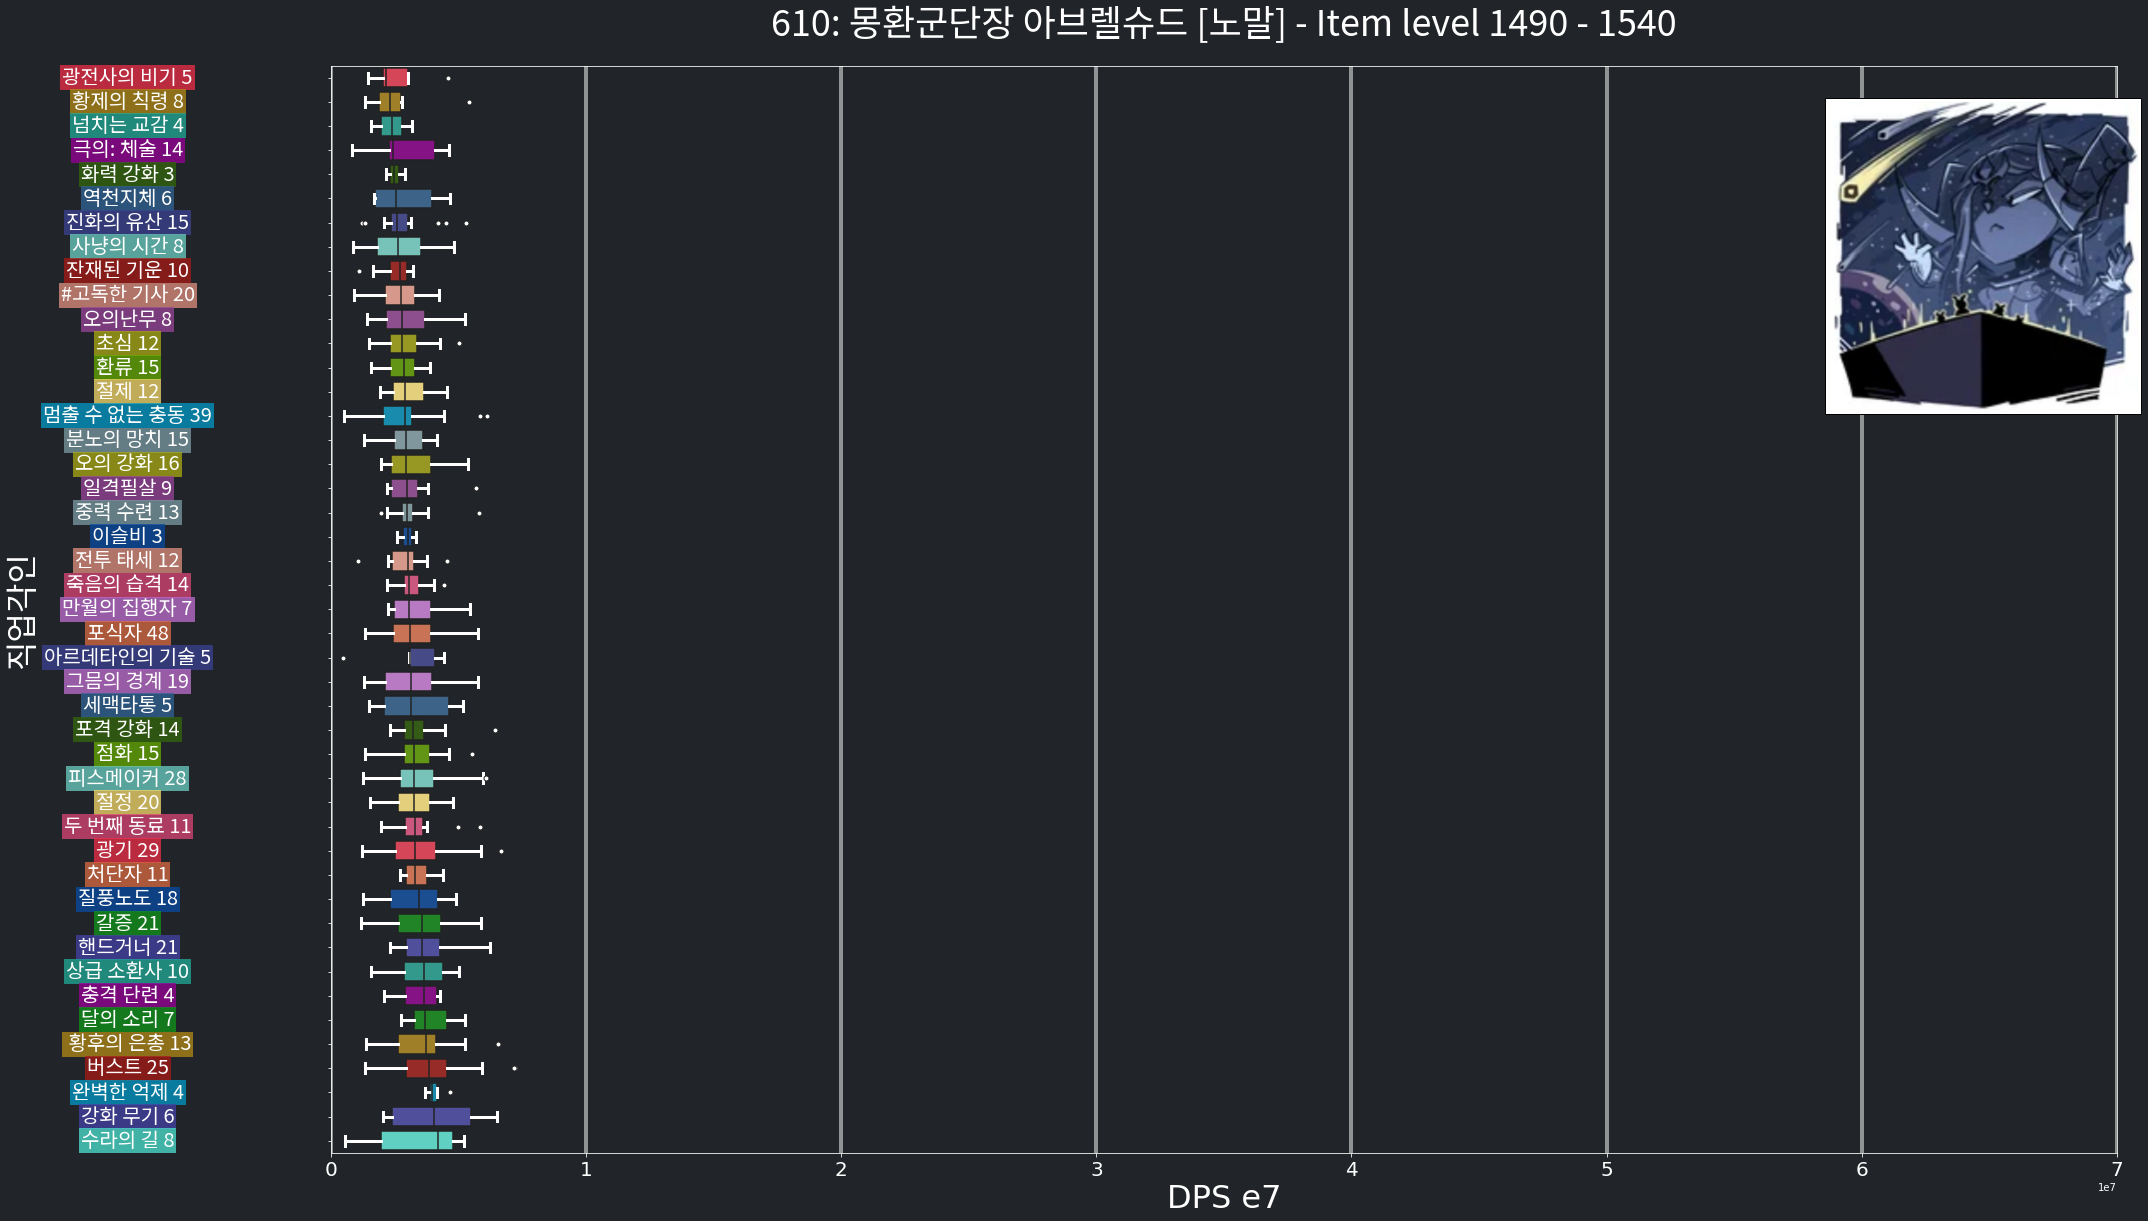 610: 몽환군단장 아브렐슈드 [노말] - Item level 1490 - 1540
직업각인
광전사의 비기 5
황제의 칙령 8
넘치는 교감 4
극의: 체술 14
화력 강화 3
역천지체 6
진화의 유산 15
사냥의 시간 8
잔재된 기운 10
#고독한 기사 20
오의난무 8
초심 12
환류 15
절제 12
멈출 수 없는 충동 39
분노의 망치 15
오의 강화 16
일격필살 9
중력 수련 13
이슬비 3
전투 태세 12
죽음의 습격 14
만월의 집행자 7
포식자 48
아르데타인의 기술 5
그믐의 경계 19
세맥타통 5
포격 강화 14
점화 15
피스메이커 28
절정 20
두 번째 동료 11
광기 29
처단자 11
질풍노도 18
갈증 21
핸드거너 21
상급 소환사 10
충격 단련 4
달의 소리 7
황후의 은총 13
버스트 25
완벽한 억제 4
강화 무기 6
수라의 길 8
0 1 2 3 4 5 6 7
1e7
DPS e7